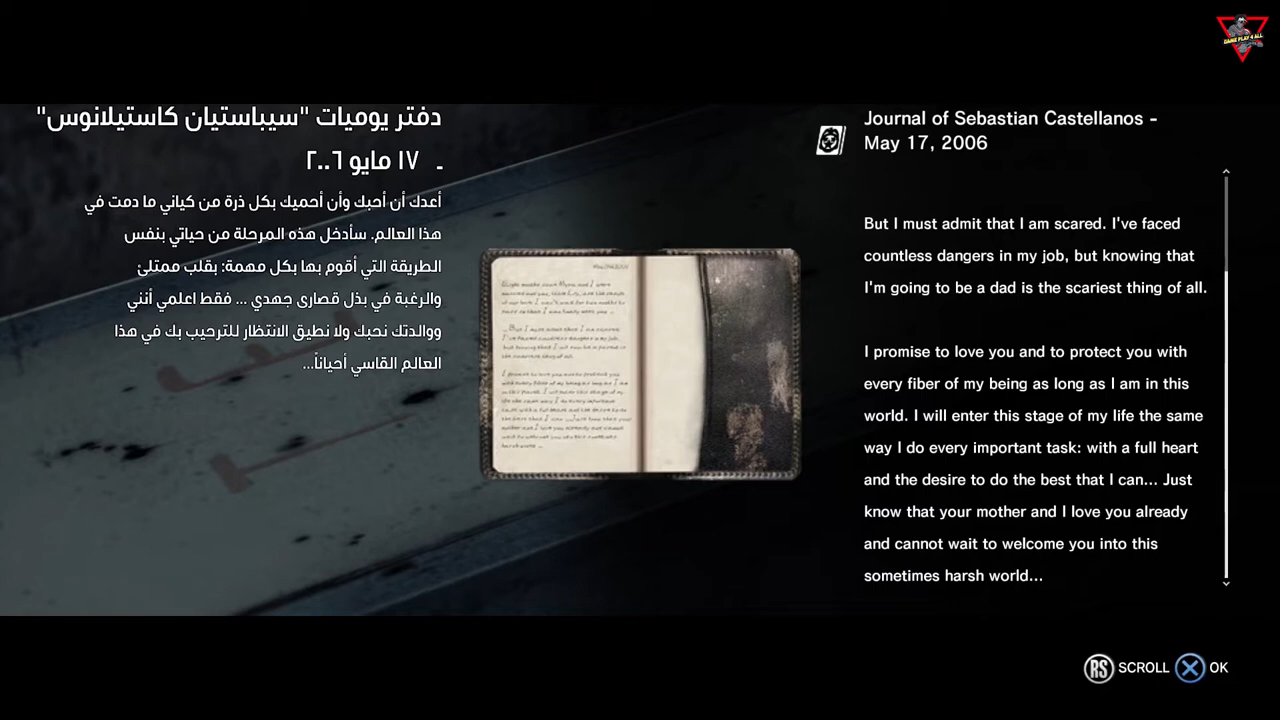 GAME PLAY 4 ALL
دفتر يوميات "سيباستيان كاستيلانوس"
- ١٧ مايو ٢٠٠٦
أعدك أن أحبك وأن أحميك بكل ذرة من كياني ما دمت في
هذا العالم. سأدخل هذه المرحلة من حياتي بنفس
الطريقة التي أقوم بها بكل مهمة: بقلب ممتلئ
والرغبة في بذل قصارى جهدي ... فقط اعلمي أنني
ووالدتك نحبك ولا نطيق الانتظار للترحيب بك في هذا
العالم القاسي أحياناً...
Journal of Sebastian Castellanos -
May 17, 2006
But I must admit that I am scared. I've faced
countless dangers in my job, but knowing that
I'm going to be a dad is the scariest thing of all.
I promise to love you and to protect you with
every fiber of my being as long as I am in this
world. I will enter this stage of my life the same
way I do every important task: with a full heart
and the desire to do the best that I can... Just
know that your mother and I love you already
and cannot wait to welcome you into this
sometimes harsh world...
RS SCROLL OK